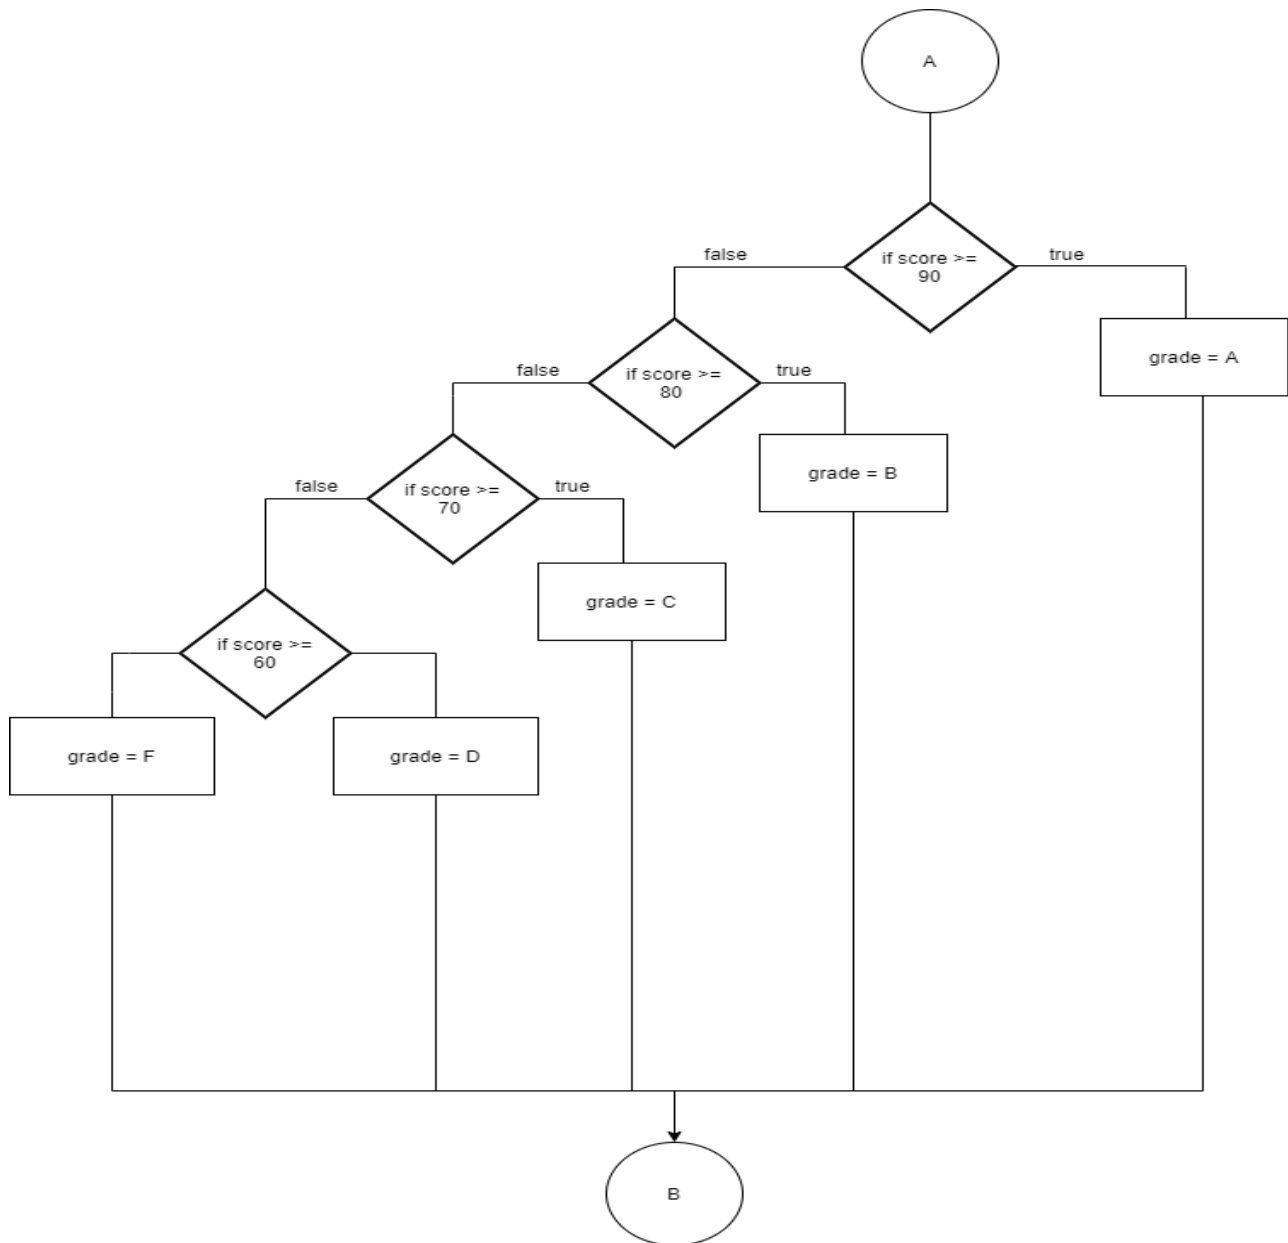 A
false
if score >=
90
true
false
if score >=
80
true
grade = A
false
if score >=
70
true
grade = B
if score >=
60
grade = C
grade = F
grade = D
B